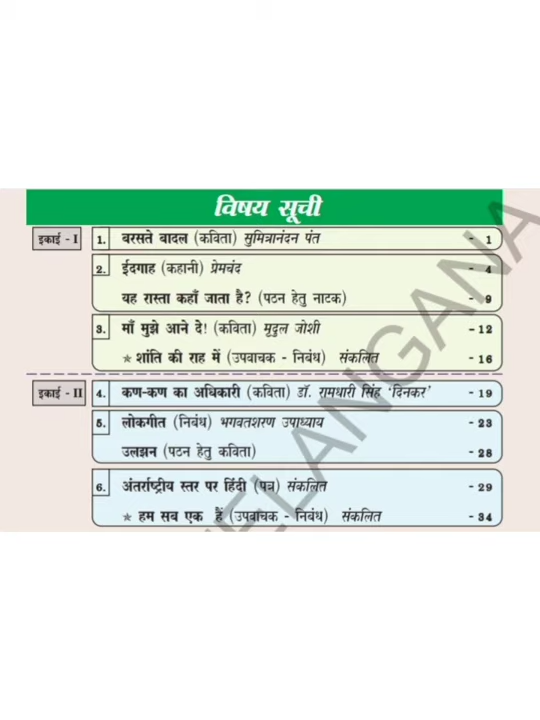 विषय सूची
इकाई - I 1. बरसते बादल (कविता) सुमित्रानंदन पंत - 1
2. ईदगाह (कहानी) प्रेमचंद - 4
यह रास्ता कहाँ जाता है? (पठन हेतु नाटक) - 9
3. माँ मुझे आने दे! (कविता) मृदुल जोशी - 12
★ शांति की राह में (उपवाचक - निबंध) संकलित - 16
इकाई - II 4. कण-कण का अधिकारी (कविता) डॉ. रामधारी सिंह 'दिनकर' - 19
5. लोकगीत (निबंध) भगवतशरण उपाध्याय - 23
उलझन (पठन हेतु कविता) - 28
6. अंतर्राष्ट्रीय स्तर पर हिंदी (पत्र) संकलित - 29
★ हम सब एक हैं (उपवाचक - निबंध) संकलित - 34
ELANGANA